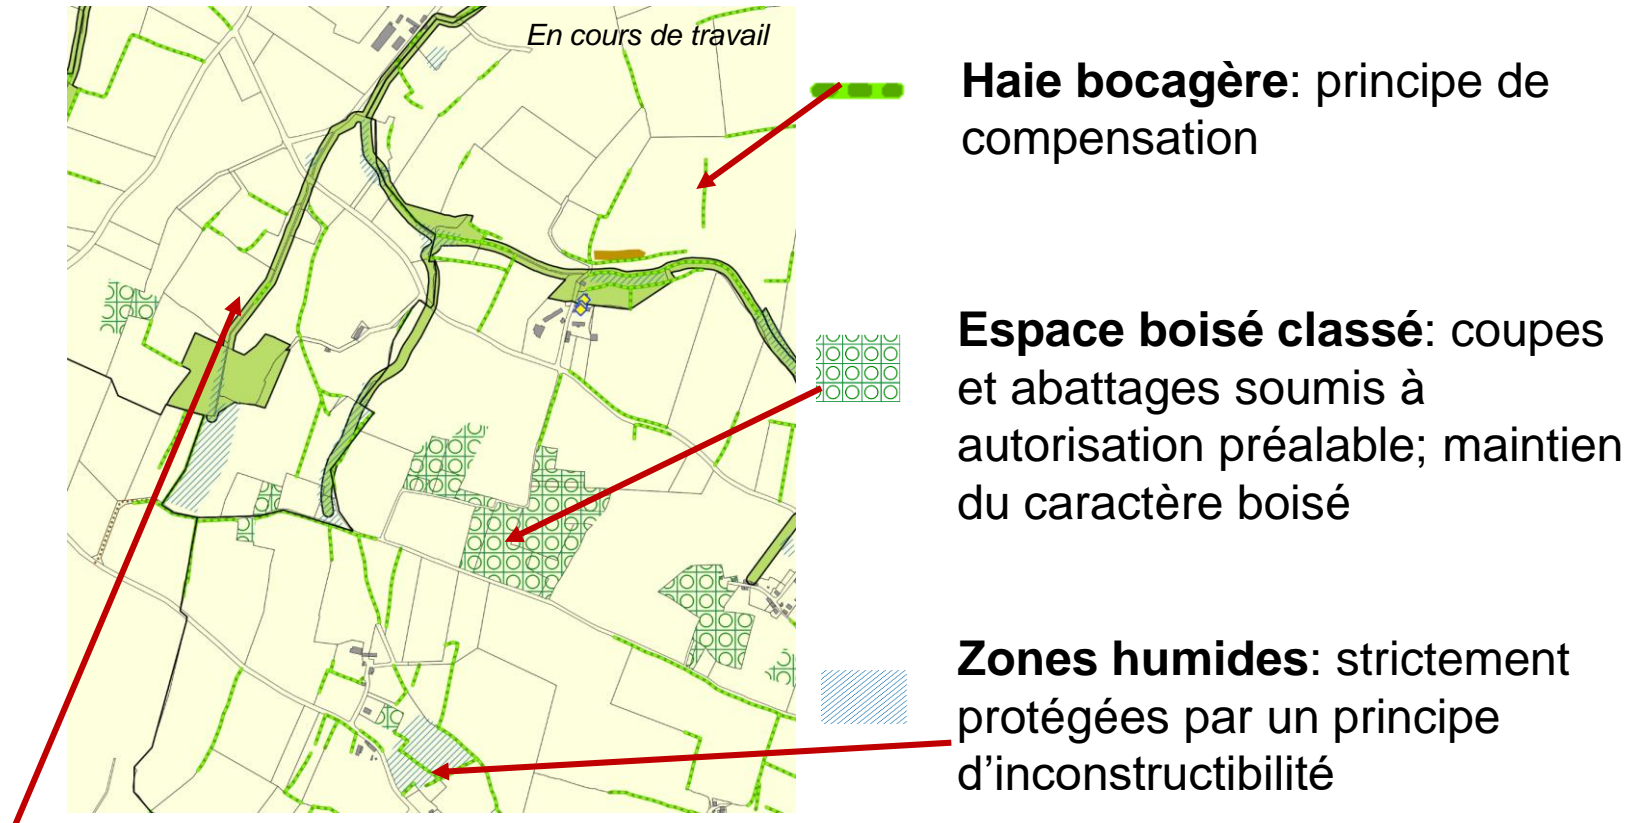 En cours de travail
Haie bocagère: principe de
compensation
Espace boisé classé: coupes
et abattages soumis à
autorisation préalable; maintien
du caractère boisé
Zones humides: strictement
protégées par un principe
d’inconstructibilité